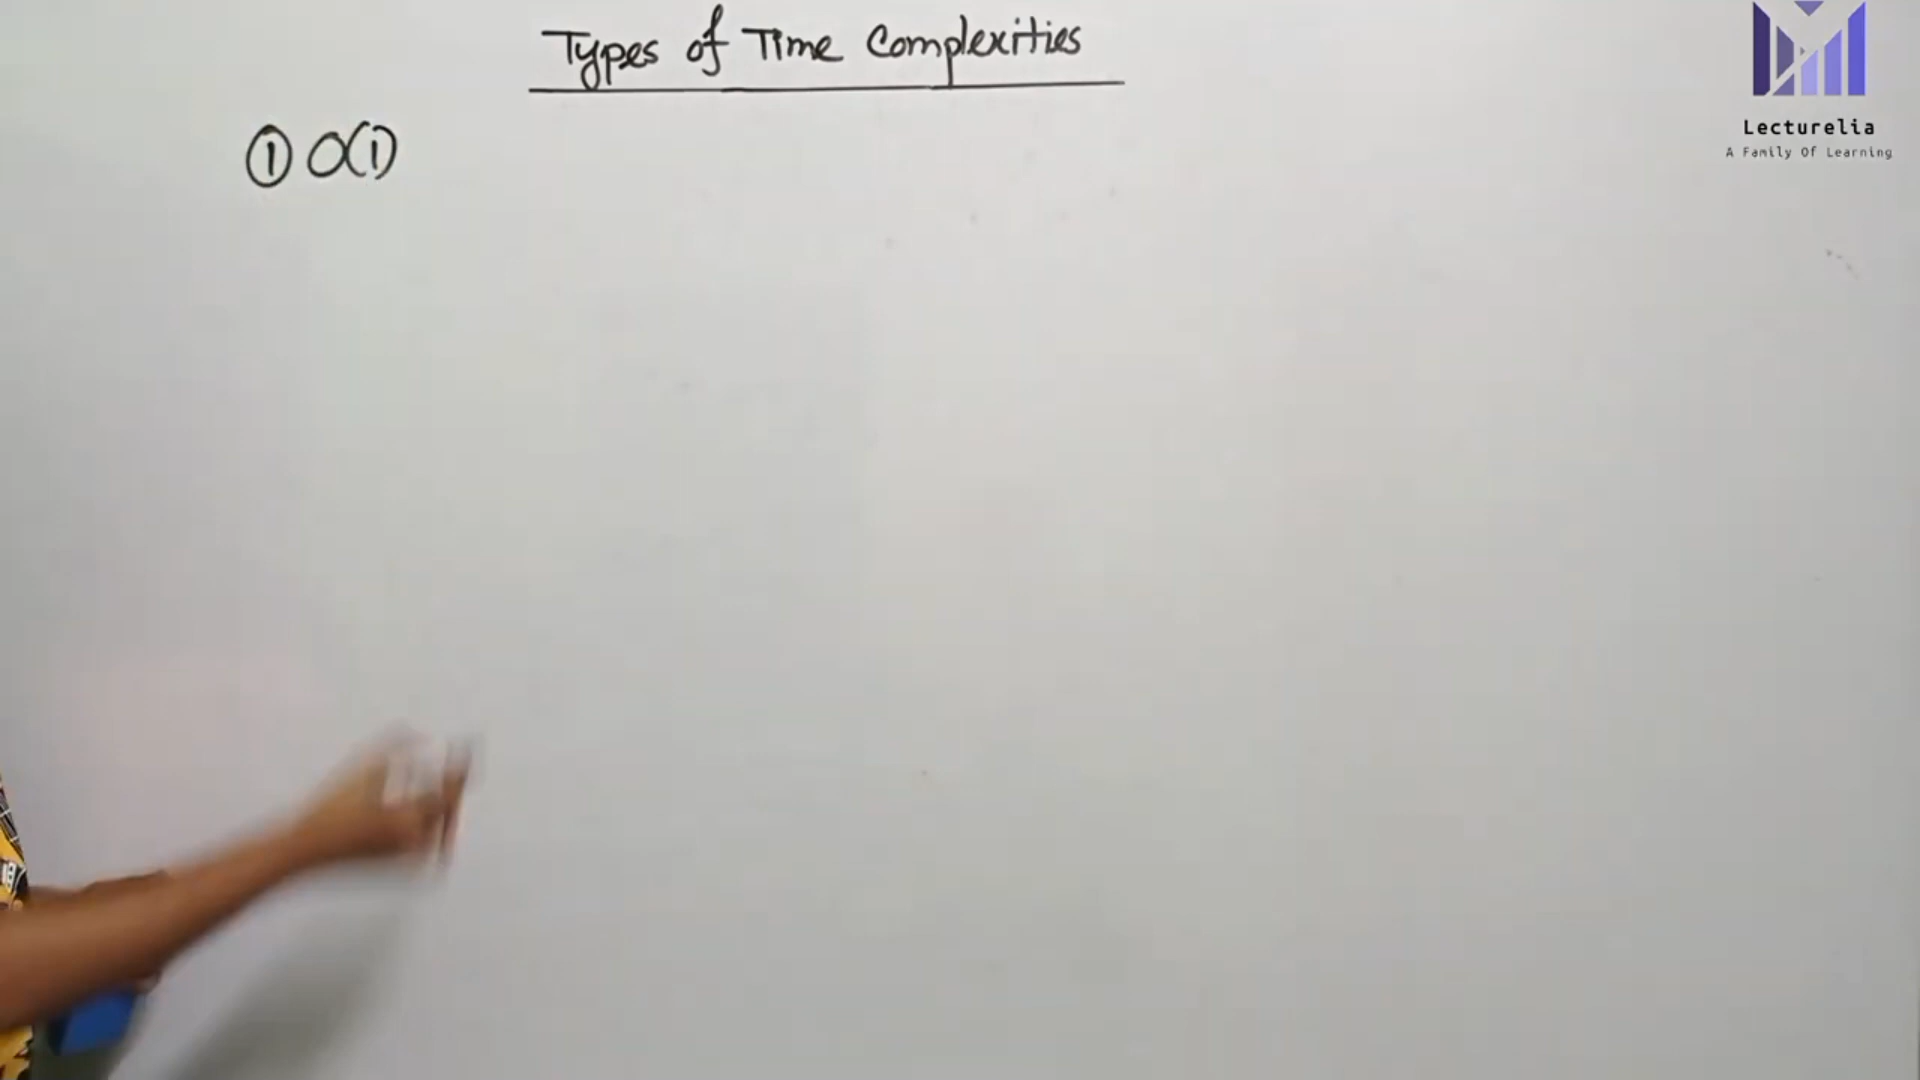 Types of Time Complexities
① O(1)
Lecturelia
A Family Of Learning